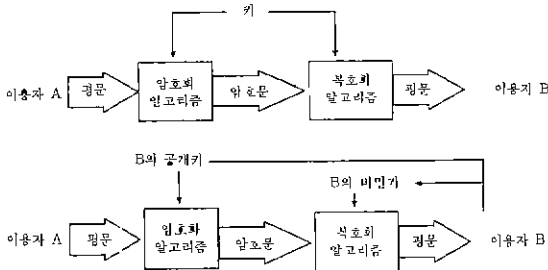 키
이용자 A
평문
암호화
알고리즘
암호문
복호화
알고리즘
평문
이용자 B
B의 공개키
B의 비밀키
이용자 A
평문
암호화
알고리즘
암호문
복호화
알고리즘
평문
이용자 B